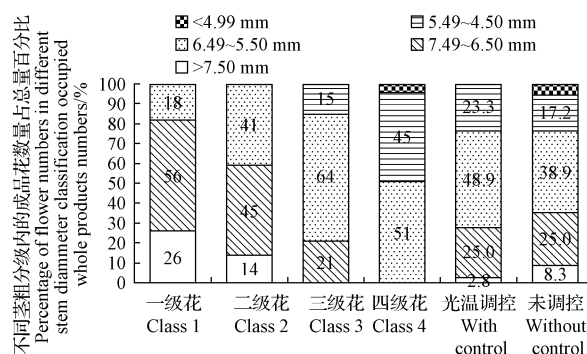 <4.99 mm
5.49~4.50 mm
6.49~5.50 mm
7.49~6.50 mm
>7.50 mm
不同茎粗分级内的成品花数量占总量百分比
Percentage of flower numbers in different
stem diammeter classification occupied
whole products numbers/%
100
90
80
70
60
50
40
30
20
10
0
18
56
26
41
45
14
15
64
21
45
51
23.3
48.9
25.0
2.8
17.2
38.9
25.0
8.3
一级花 二级花 三级花 四级花 光温调控 未调控
Class 1 Class 2 Class 3 Class 4 With Without
control control